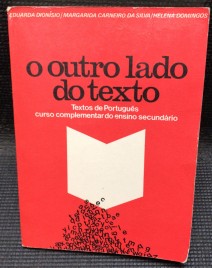 EDUARDA DIONÍSIO/MARGARIDA CARNEIRO DA SILVA/HELENA DOMINGOS
o outro lado
do texto
Textos de Português
curso complementar do ensino secundário